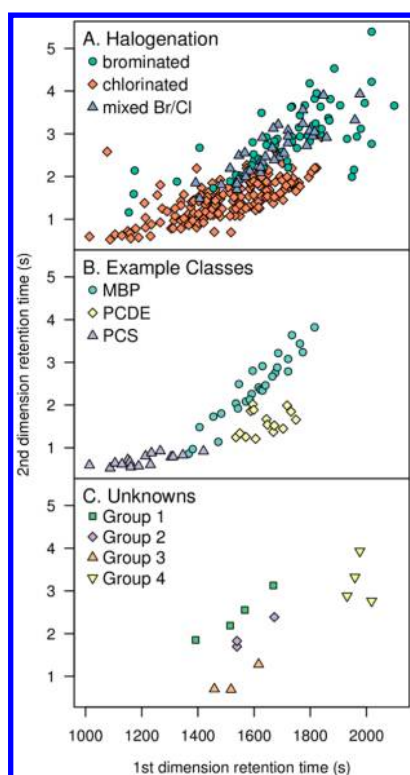 A. Halogenation
brominated
chlorinated
mixed Br/Cl
5
4
3
2
1
B. Example Classes
MBP
PCDE
PCS
5
4
3
2
1
2nd dimension retention time (s)
C. Unknowns
Group 1
Group 2
Group 3
Group 4
5
4
3
2
1
1000 1200 1400 1600 1800 2000
1st dimension retention time (s)